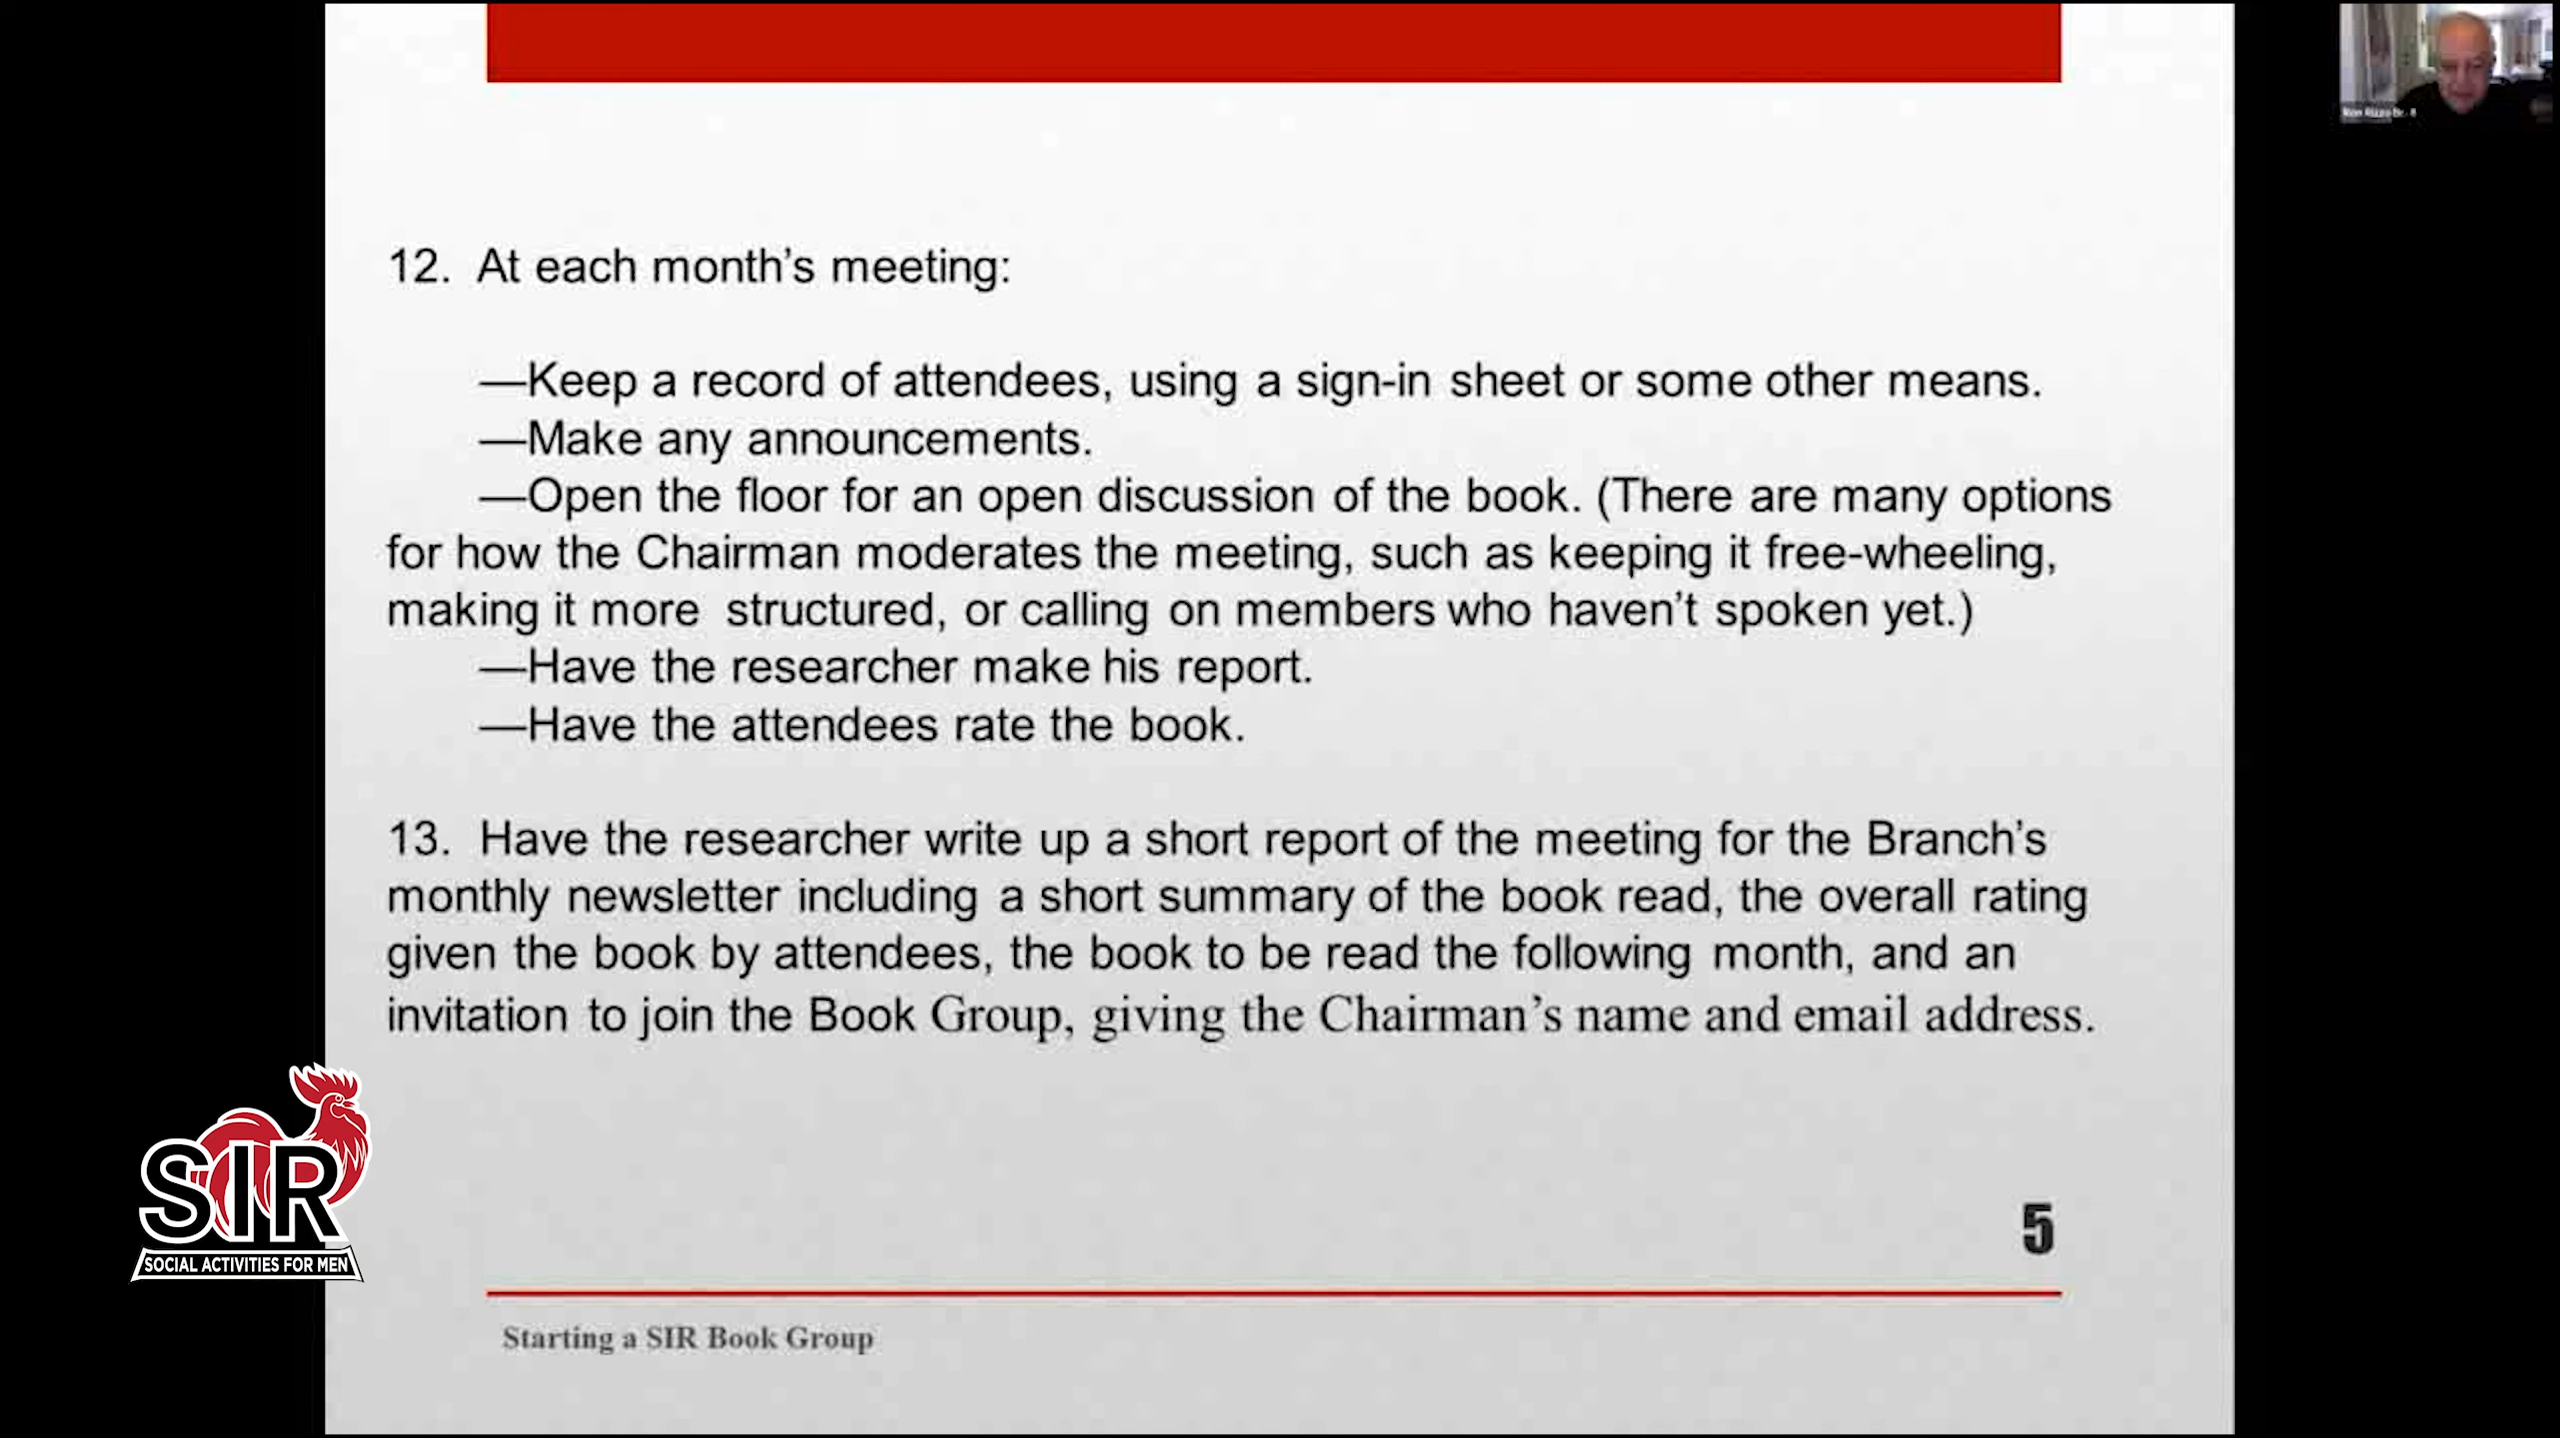 12. At each month’s meeting:
—Keep a record of attendees, using a sign-in sheet or some other means.
—Make any announcements.
—Open the floor for an open discussion of the book. (There are many options
for how the Chairman moderates the meeting, such as keeping it free-wheeling,
making it more structured, or calling on members who haven’t spoken yet.)
—Have the researcher make his report.
—Have the attendees rate the book.
13. Have the researcher write up a short report of the meeting for the Branch’s
monthly newsletter including a short summary of the book read, the overall rating
given the book by attendees, the book to be read the following month, and an
invitation to join the Book Group, giving the Chairman’s name and email address.
SIR
SOCIAL ACTIVITIES FOR MEN
5
Starting a SIR Book Group